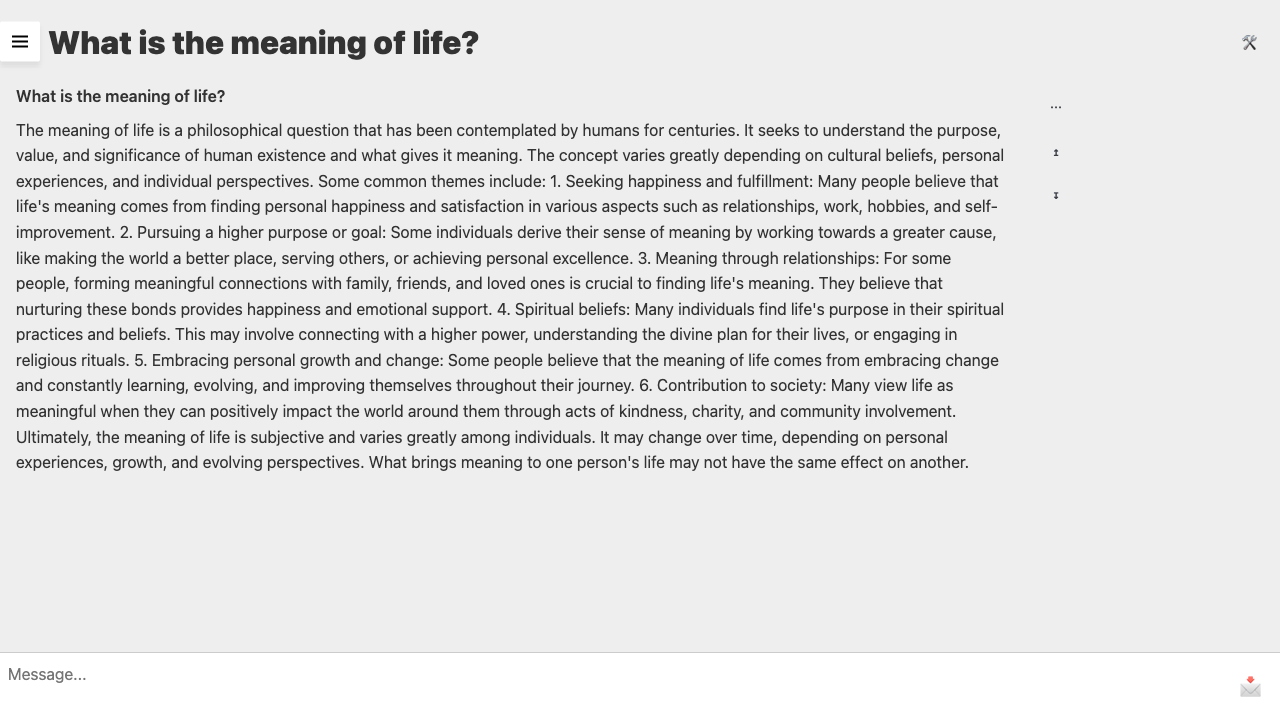 What is the meaning of life?
What is the meaning of life?
...
The meaning of life is a philosophical question that has been contemplated by humans for centuries. It seeks to understand the purpose,
value, and significance of human existence and what gives it meaning. The concept varies greatly depending on cultural beliefs, personal
experiences, and individual perspectives. Some common themes include: 1. Seeking happiness and fulfillment: Many people believe that
life's meaning comes from finding personal happiness and satisfaction in various aspects such as relationships, work, hobbies, and self-
improvement. 2. Pursuing a higher purpose or goal: Some individuals derive their sense of meaning by working towards a greater cause,
like making the world a better place, serving others, or achieving personal excellence. 3. Meaning through relationships: For some
people, forming meaningful connections with family, friends, and loved ones is crucial to finding life's meaning. They believe that
nurturing these bonds provides happiness and emotional support. 4. Spiritual beliefs: Many individuals find life's purpose in their spiritual
practices and beliefs. This may involve connecting with a higher power, understanding the divine plan for their lives, or engaging in
religious rituals. 5. Embracing personal growth and change: Some people believe that the meaning of life comes from embracing change
and constantly learning, evolving, and improving themselves throughout their journey. 6. Contribution to society: Many view life as
meaningful when they can positively impact the world around them through acts of kindness, charity, and community involvement.
Ultimately, the meaning of life is subjective and varies greatly among individuals. It may change over time, depending on personal
experiences, growth, and evolving perspectives. What brings meaning to one person's life may not have the same effect on another.
Message...